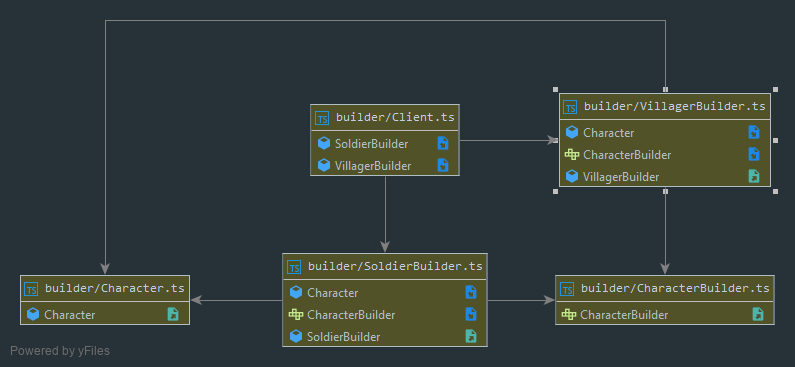 TS builder/VillagerBuilder.ts
Character
CharacterBuilder
VillagerBuilder
TS builder/Client.ts
SoldierBuilder
VillagerBuilder
TS builder/SoldierBuilder.ts
Character
CharacterBuilder
SoldierBuilder
TS builder/Character.ts
Character
TS builder/CharacterBuilder.ts
CharacterBuilder
Powered by yFiles